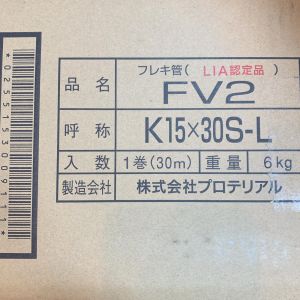 フレキ管( LIA認定品 )
品名 FV2
呼称 K15×30S-L
入数 1巻(30m) 重量 6kg
製造会社 株式会社プロテリアル
*0255153009111*